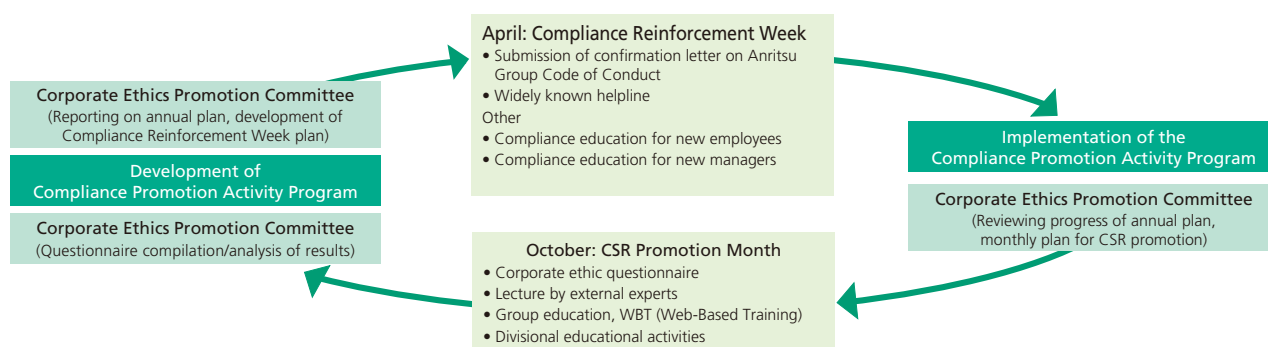 April: Compliance Reinforcement Week
• Submission of confirmation letter on Anritsu
Group Code of Conduct
• Widely known helpline
Other
• Compliance education for new employees
• Compliance education for new managers
Corporate Ethics Promotion Committee
(Reporting on annual plan, development of
Compliance Reinforcement Week plan)
Development of
Compliance Promotion Activity Program
Corporate Ethics Promotion Committee
(Questionnaire compilation/analysis of results)
Implementation of the
Compliance Promotion Activity Program
Corporate Ethics Promotion Committee
(Reviewing progress of annual plan,
monthly plan for CSR promotion)
October: CSR Promotion Month
• Corporate ethic questionnaire
• Lecture by external experts
• Group education, WBT (Web-Based Training)
• Divisional educational activities